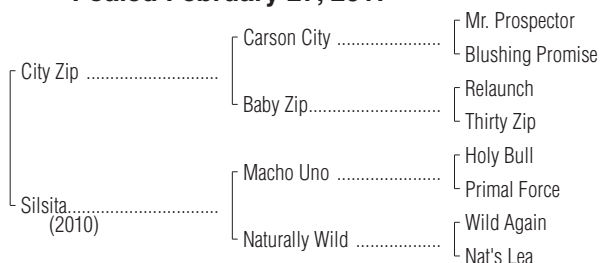 Foaled February 27, 2017
Mr. Prospector
Carson City ........................
Blushing Promise
City Zip ...............................
Relaunch
Baby Zip..............................
Thirty Zip
Holy Bull
Macho Uno ........................
Primal Force
Silsita...................................
(2010)
Wild Again
Naturally Wild ...................
Nat's Lea